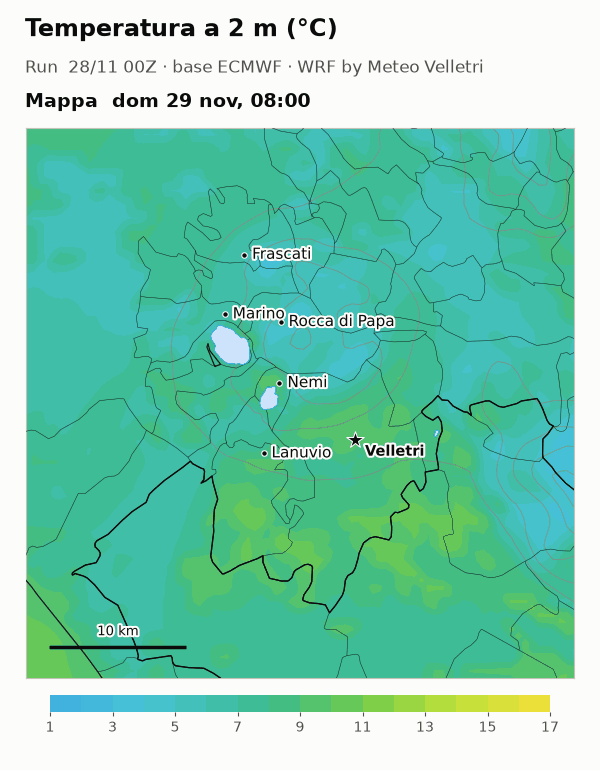 Temperatura a 2 m (°C)
Run  28/11 00Z · base ECMWF · WRF by Meteo Velletri
Mappa  dom 29 nov, 08:00
Frascati
Marino
Rocca di Papa
Nemi
Velletri
Lanuvio
10 km
1 3 5 7 9 11 13 15 17